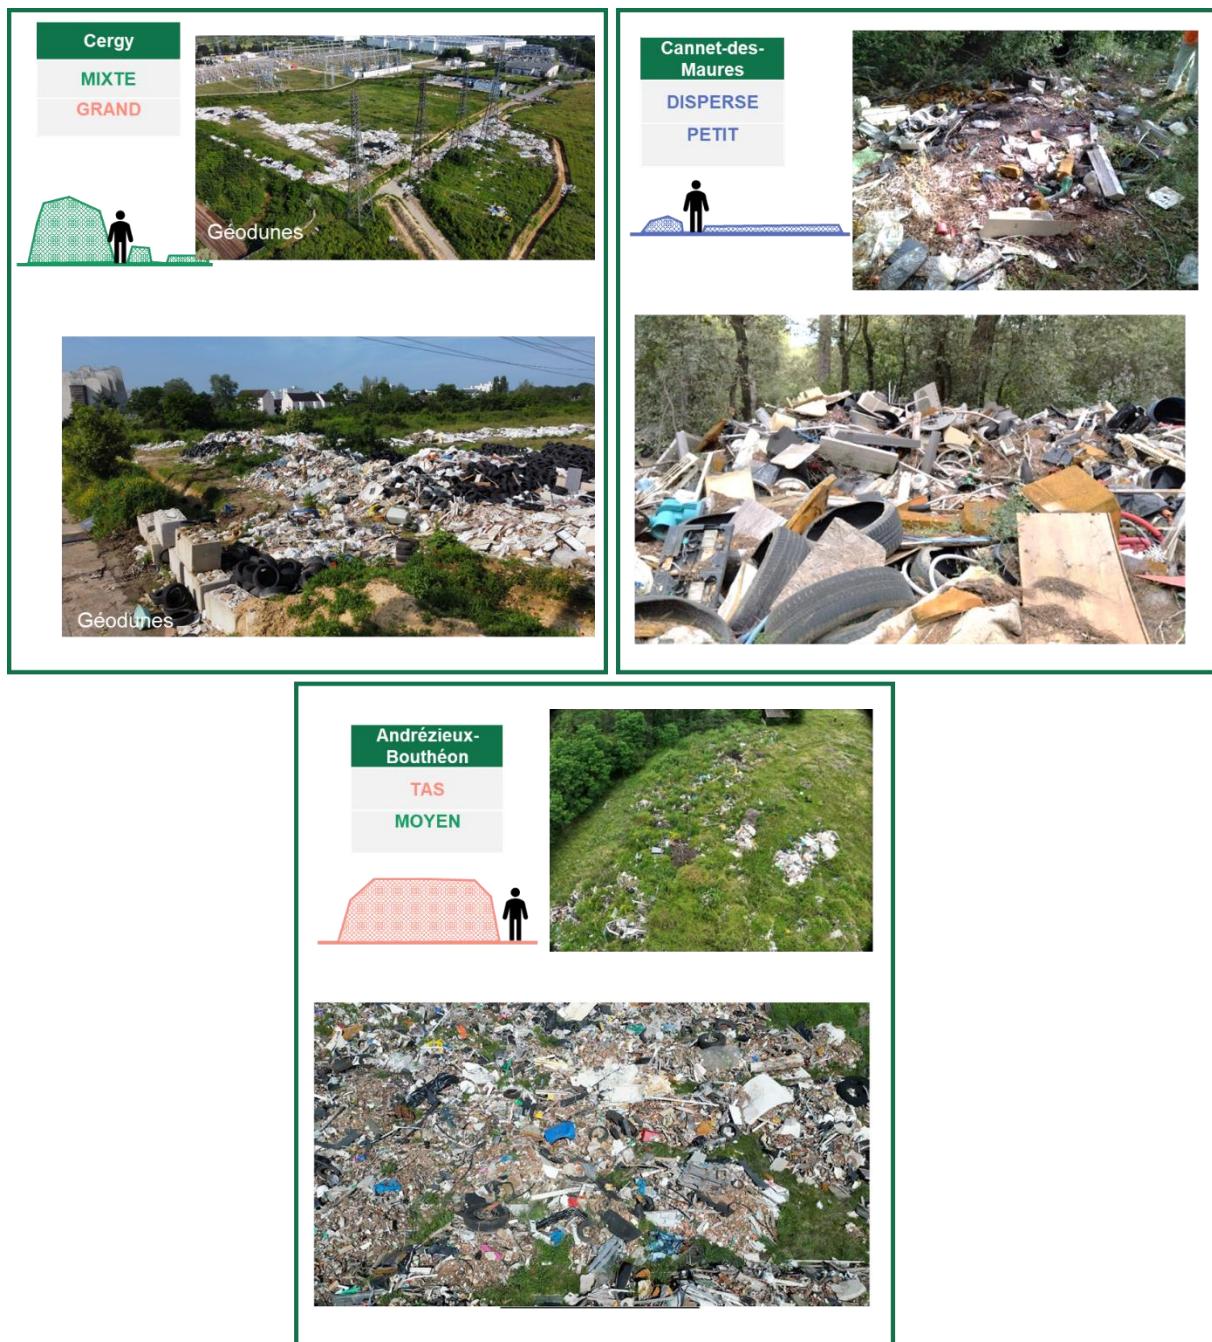 Cergy
MIXTE
GRAND
Géodunes
Géodunes
Cannet-des-
Maures
DISPERSE
PETIT
Andrézieux-
Bouthéon
TAS
MOYEN